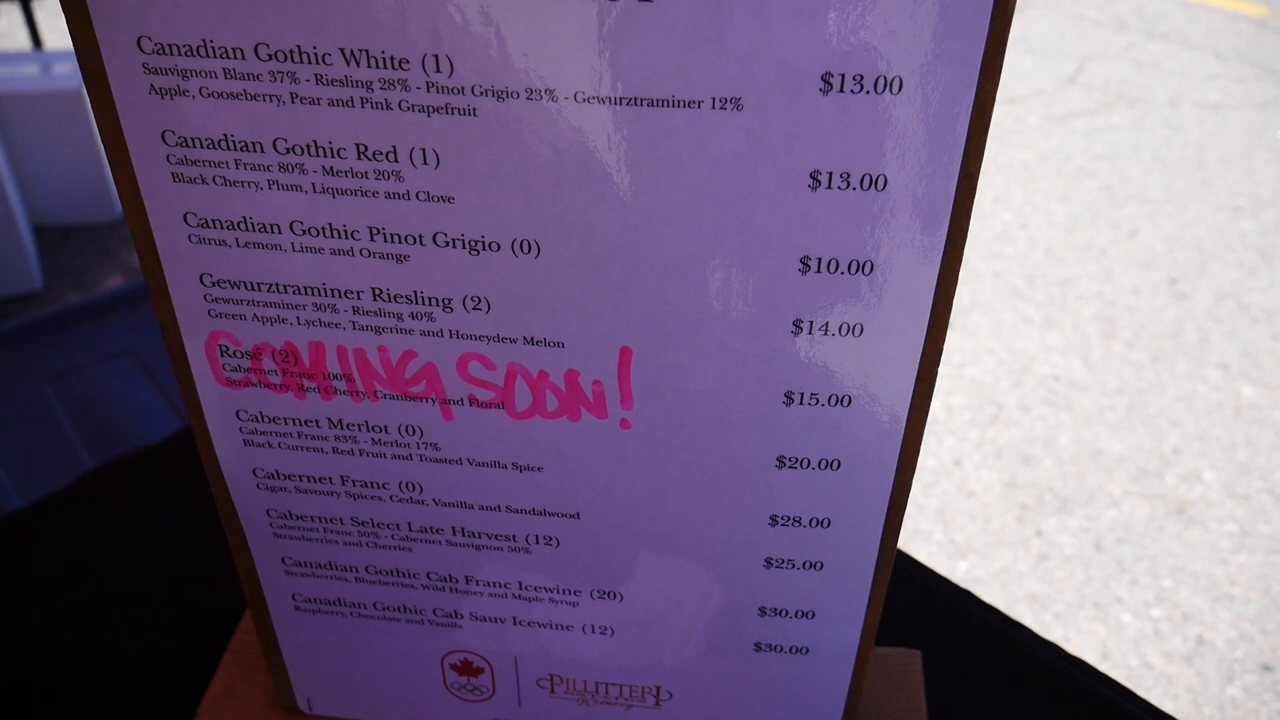 Canadian Gothic White (1)
$13.00
Sauvignon Blanc 37% - Riesling 28% - Pinot Grigio 23% - Gewurztraminer 12%
Apple, Gooseberry, Pear and Pink Grapefruit
Canadian Gothic Red (1)
$13.00
Cabernet Franc 80% - Merlot 20%
Black Cherry, Plum, Liquorice and Clove
Canadian Gothic Pinot Grigio (0)
$10.00
Citrus, Lemon, Lime and Orange
Gewurztraminer Riesling (2)
$14.00
Gewurztraminer 30% - Riesling 40%
Green Apple, Lychee, Tangerine and Honeydew Melon
COMING SOON!
Rosé (2)
$15.00
Cabernet Franc 100%
Strawberry, Red Cherry, Cranberry and Floral
Cabernet Merlot (0)
$20.00
Cabernet Franc 83% - Merlot 17%
Black Current, Red Fruit and Toasted Vanilla Spice
Cabernet Franc (0)
$28.00
Cigar, Savoury Spices, Cedar, Vanilla and Sandalwood
Cabernet Select Late Harvest (12)
$25.00
Cabernet Franc 50% - Cabernet Sauvignon 50%
Strawberries and Cherries
Canadian Gothic Cab Franc Icewine (20)
$30.00
Strawberries, Blueberries, Wild Honey and Maple Syrup
Canadian Gothic Cab Sauv Icewine (12)
$30.00
Raspberry, Chocolate and Vanilla
PILLITTERI
Winery